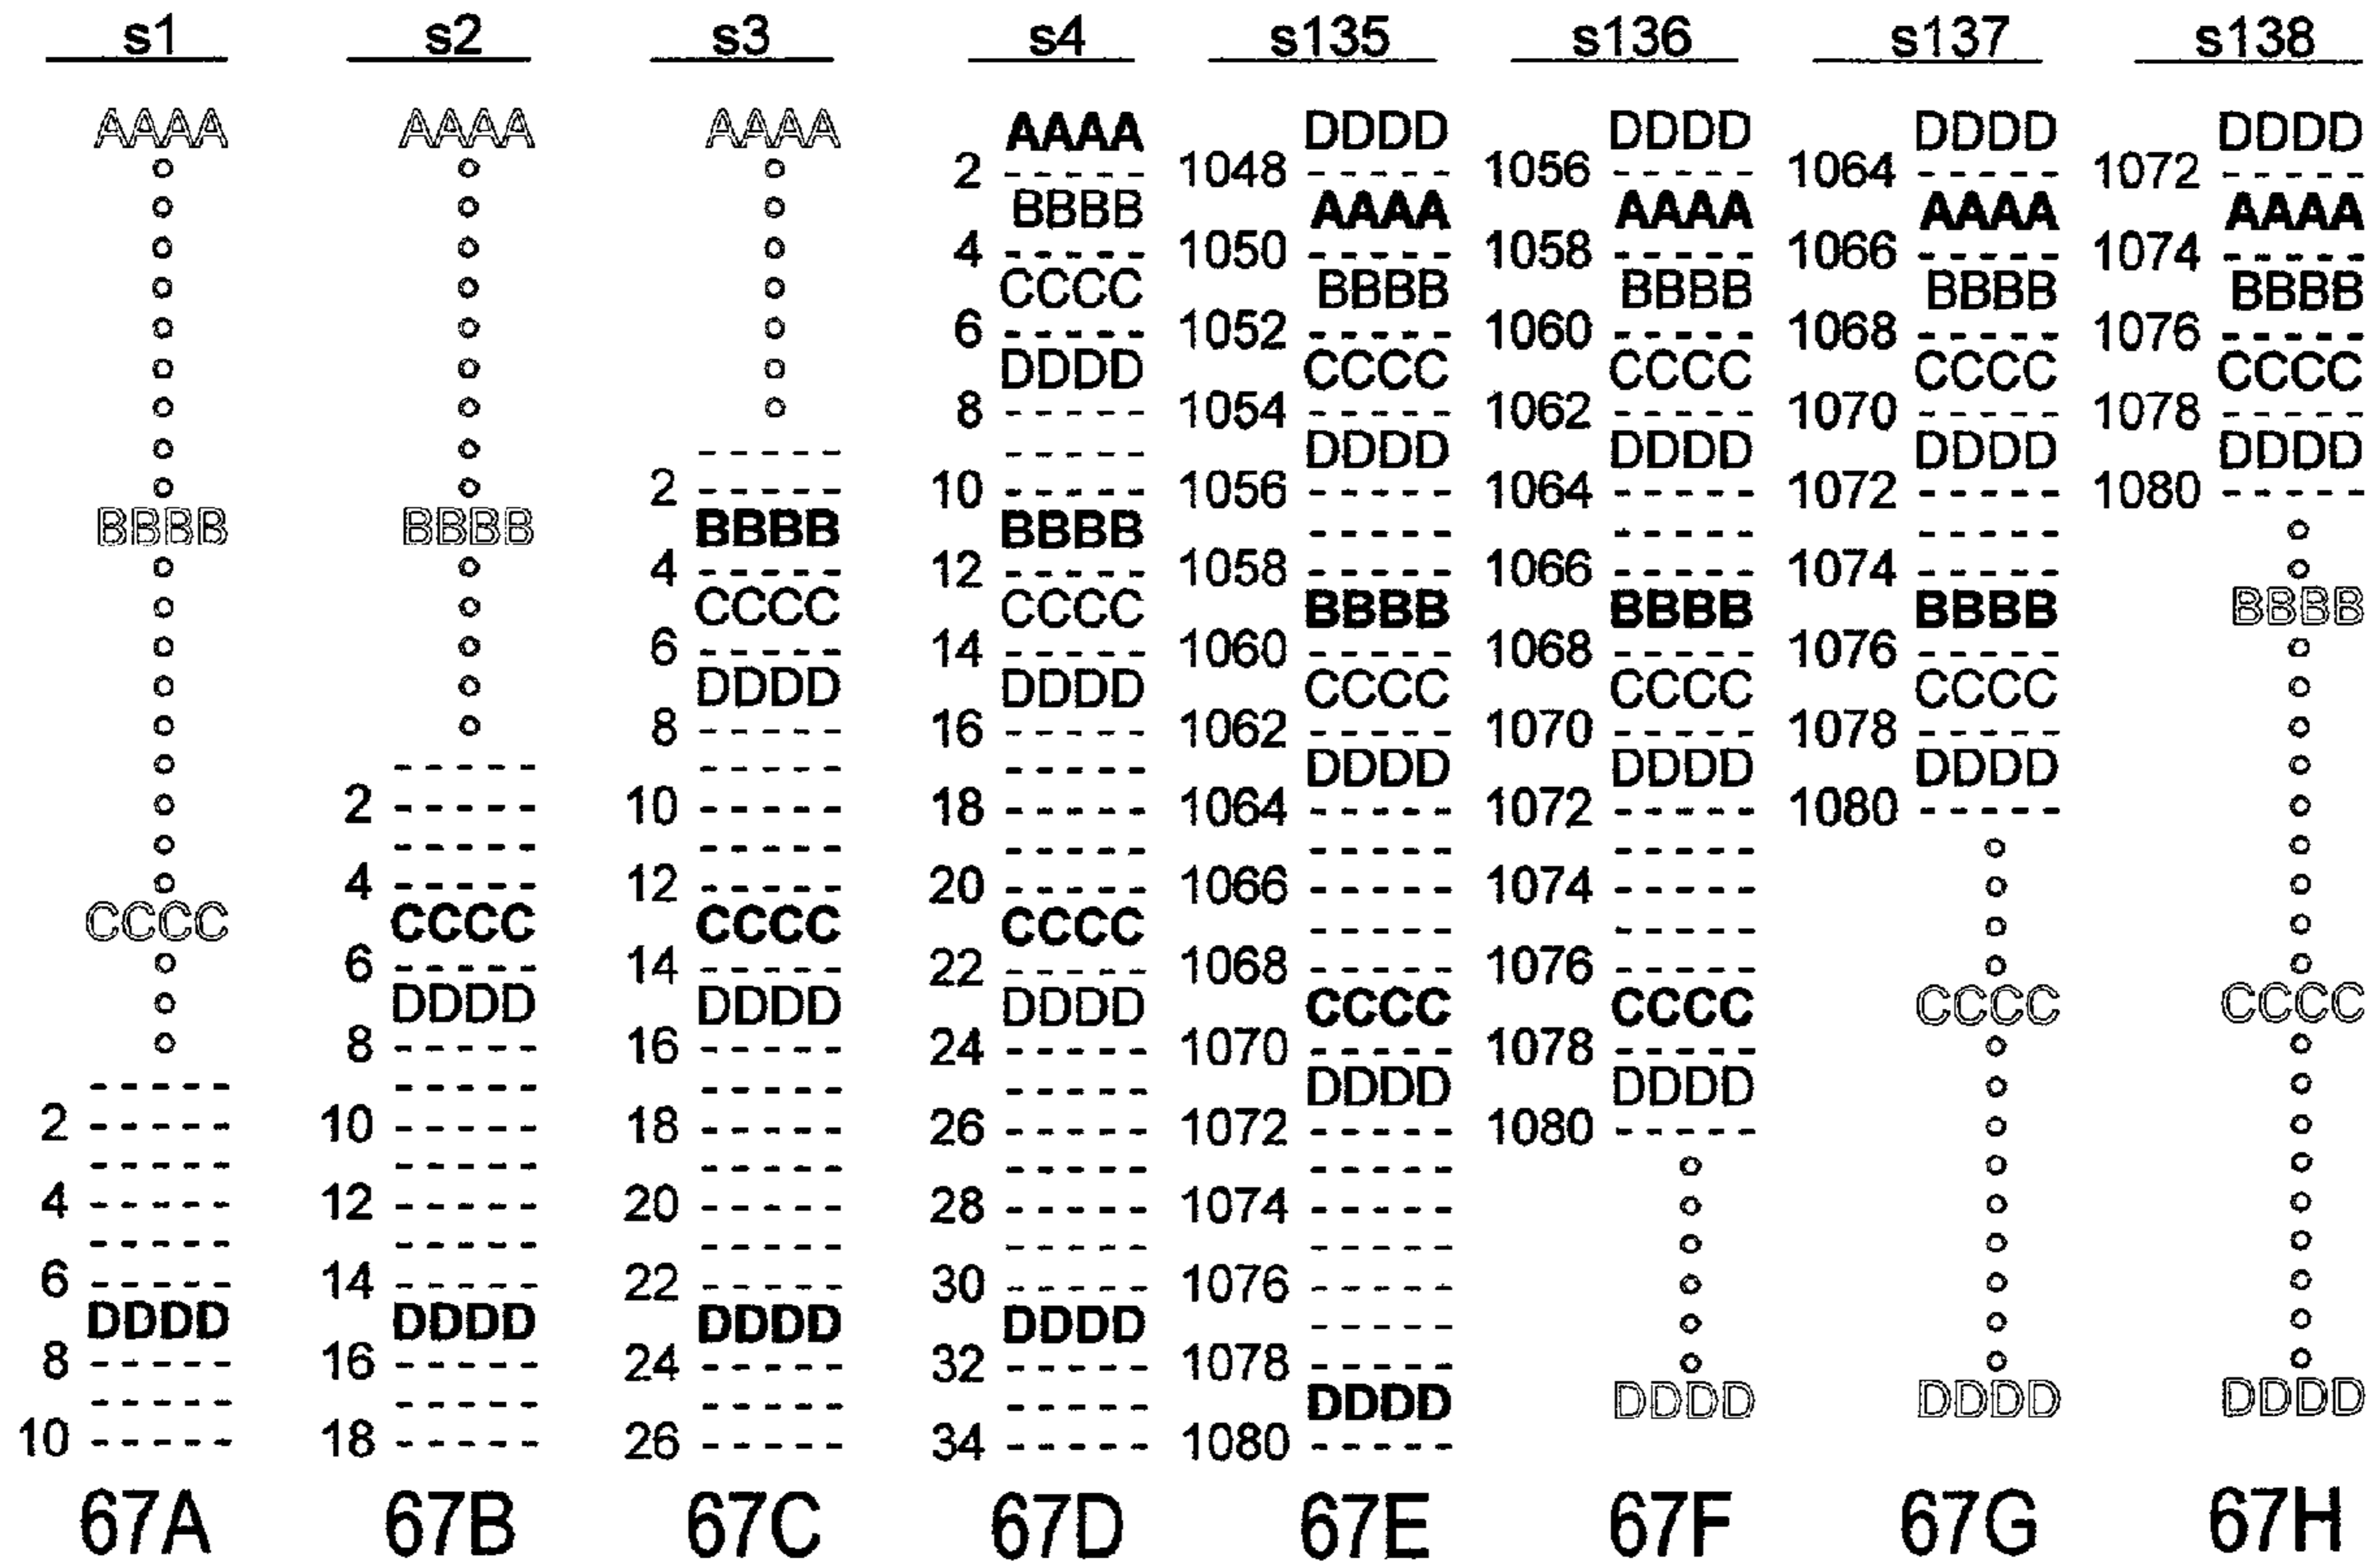 s1 s2 s3 s4 s135 s136 s137 s138
AAAA AAAA AAAA AAAA DDDD DDDD DDDD DDDD
2 1048 1056 1064 1072
BBBB AAAA AAAA AAAA AAAA
4 1050 1058 1066 1074
CCCC BBBB BBBB BBBB BBBB
6 1052 1060 1068 1076
DDDD CCCC CCCC CCCC CCCC
8 1054 1062 1070 1078
DDDD DDDD DDDD DDDD
2 10 1056 1064 1072 1080
BBBB BBBB BBBB BBBB
4 12 1058 1066 1074
CCCC CCCC BBBB BBBB BBBB BBBB
6 14 1060 1068 1076
DDDD DDDD CCCC CCCC CCCC
8 16 1062 1070 1078
DDDD DDDD DDDD
2 10 18 1064 1072 1080
4 12 20 1066 1074
CCCC CCCC CCCC CCCC
6 14 22 1068 1076
DDDD DDDD DDDD CCCC CCCC CCCC CCCC
8 16 24 1070 1078
DDDD DDDD
2 10 18 26 1072 1080
4 12 20 28 1074
6 14 22 30 1076
DDDD DDDD DDDD DDDD
8 16 24 32 1078
DDDD DDDD DDDD DDDD
10 18 26 34 1080
67A 67B 67C 67D 67E 67F 67G 67H